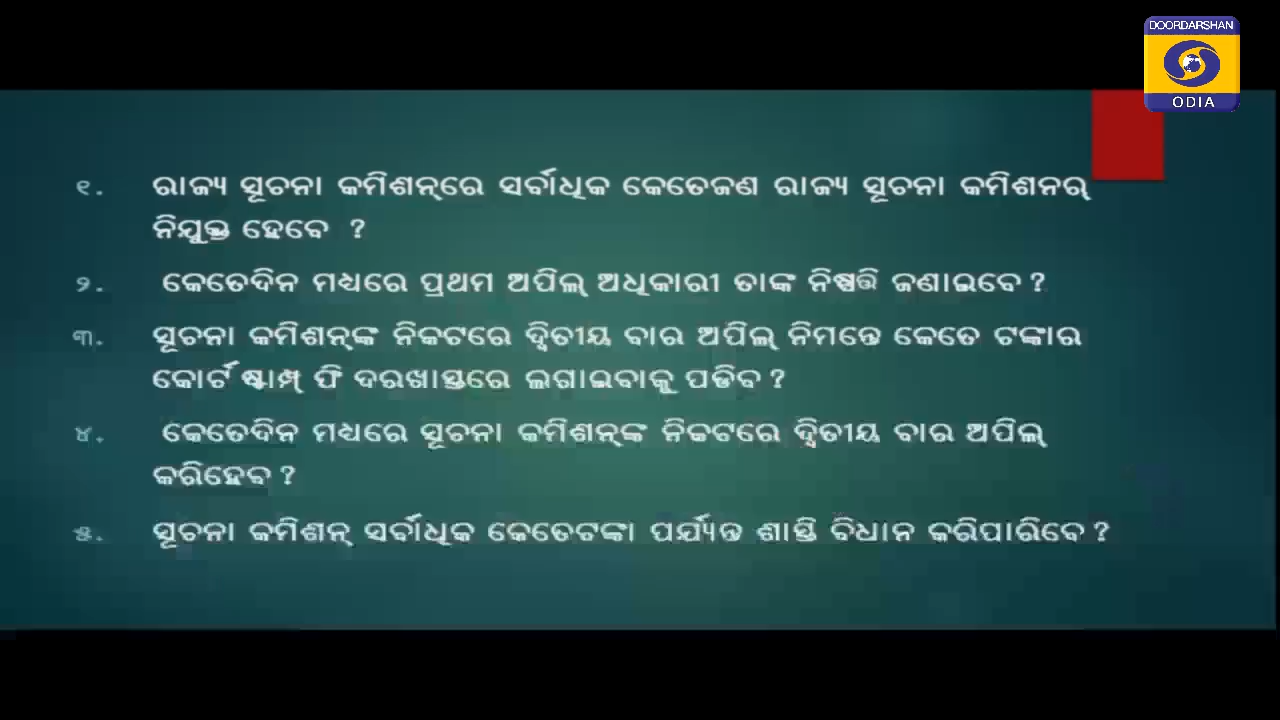 DOORDARSHAN
ODIA
୧. ରାଜ୍ୟ ସୂଚନା କମିଶନ୍‌ରେ ସର୍ବାଧିକ କେତେଜଣ ରାଜ୍ୟ ସୂଚନା କମିଶନର୍
ନିଯୁକ୍ତ ହେବେ ?
୨. କେତେଦିନ ମଧ୍ୟରେ ପ୍ରଥମ ଅପିଲ୍ ଅଧିକାରୀ ତାଙ୍କ ନିଷ୍ପତ୍ତି ଜଣାଇବେ ?
୩. ସୂଚନା କମିଶନ୍‌ଙ୍କ ନିକଟରେ ଦ୍ୱିତୀୟ ବାର ଅପିଲ୍ ନିମନ୍ତେ କେତେ ଟଙ୍କାର
କୋର୍ଟ ଷ୍ଟାମ୍ପ୍ ଫି ଦରଖାସ୍ତରେ ଲଗାଇବାକୁ ପଡିବ ?
୪. କେତେଦିନ ମଧ୍ୟରେ ସୂଚନା କମିଶନ୍‌ଙ୍କ ନିକଟରେ ଦ୍ୱିତୀୟ ବାର ଅପିଲ୍
କରିହେବ ?
୫. ସୂଚନା କମିଶନ୍ ସର୍ବାଧିକ କେତେଟଙ୍କା ପର୍ଯ୍ୟନ୍ତ ଶାସ୍ତି ବିଧାନ କରିପାରିବେ ?